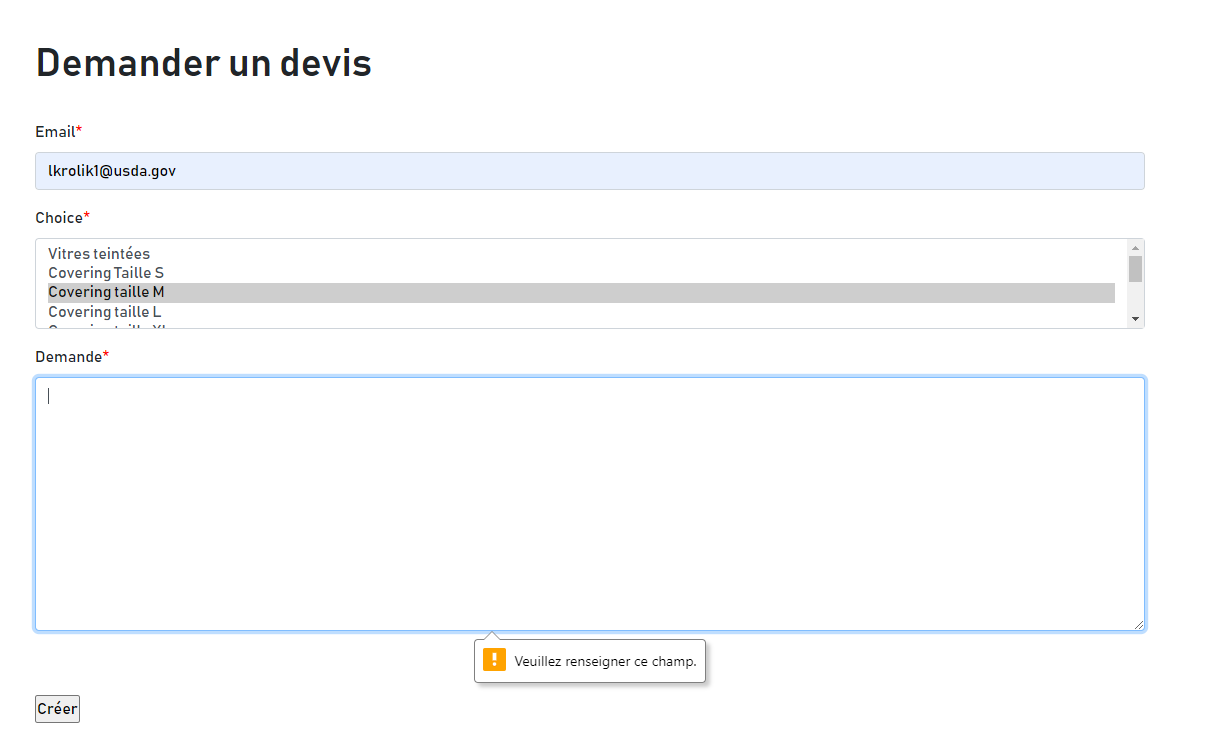 Demander un devis
Email*
lkrolik1@usda.gov
Choice*
Vitres teintées
Covering Taille S
Covering taille M
Covering taille L
Demande*
Veuillez renseigner ce champ.
Créer